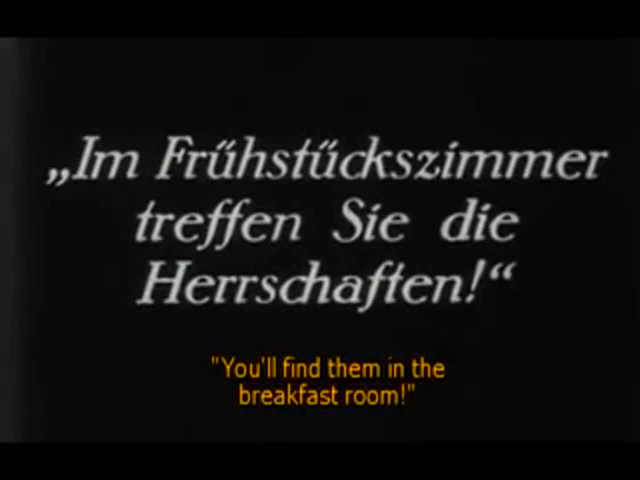 „Im Frühstückszimmer
treffen Sie die
Herrschaften!“
"You'll find them in the
breakfast room!"